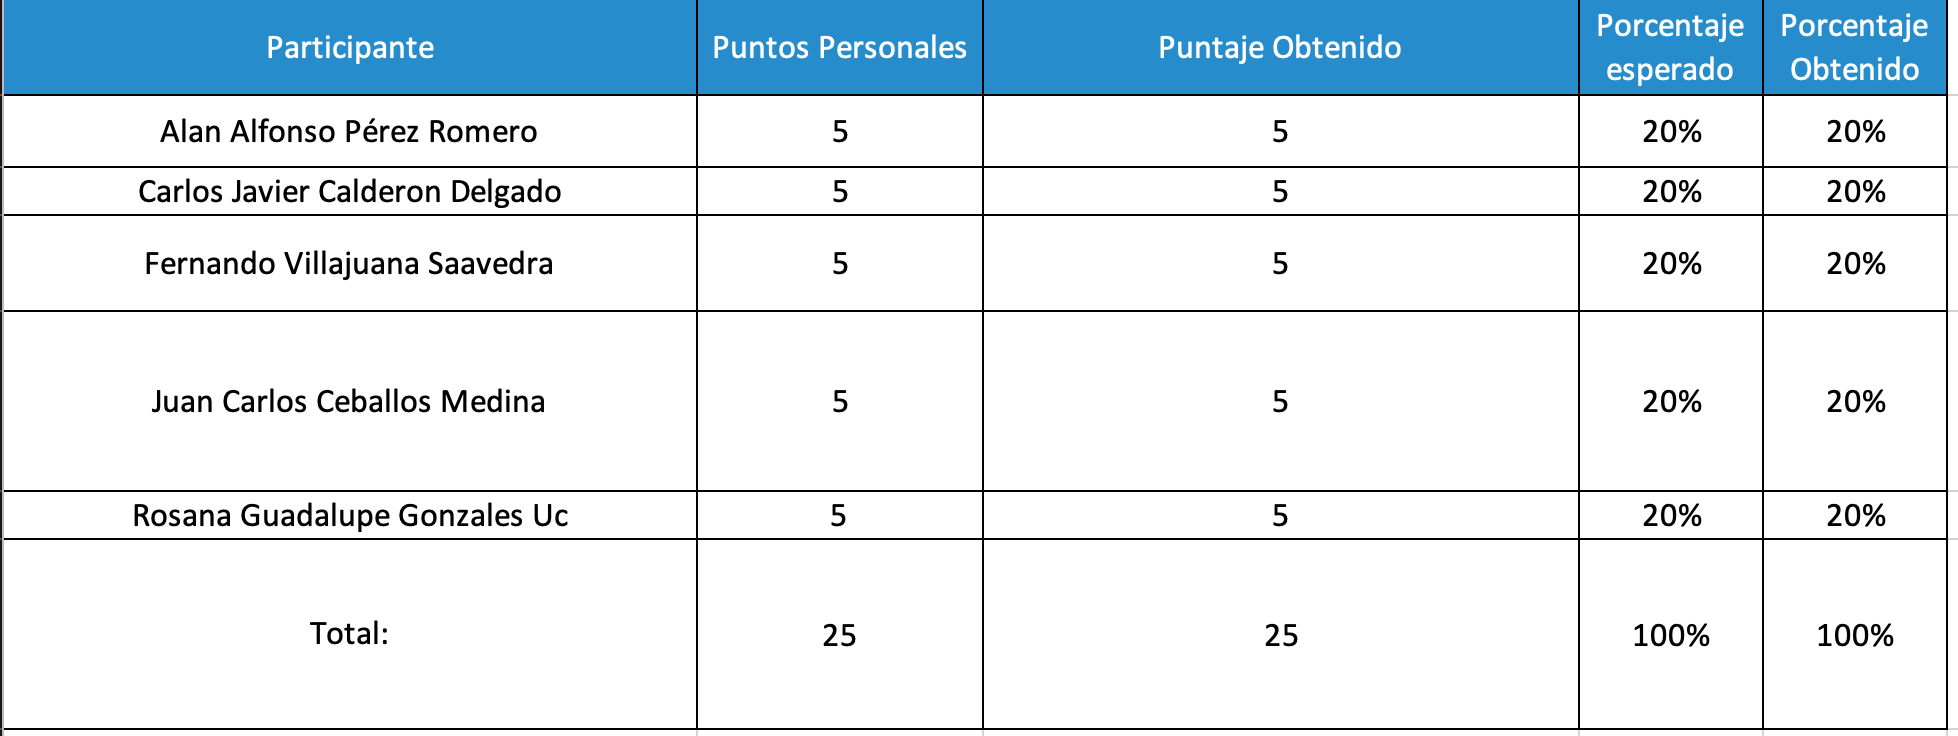 Participante Puntos Personales Puntaje Obtenido Porcentaje esperado Porcentaje Obtenido
Alan Alfonso Pérez Romero 5 5 20% 20%
Carlos Javier Calderon Delgado 5 5 20% 20%
Fernando Villajuana Saavedra 5 5 20% 20%
Juan Carlos Ceballos Medina 5 5 20% 20%
Rosana Guadalupe Gonzales Uc 5 5 20% 20%
Total: 25 25 100% 100%